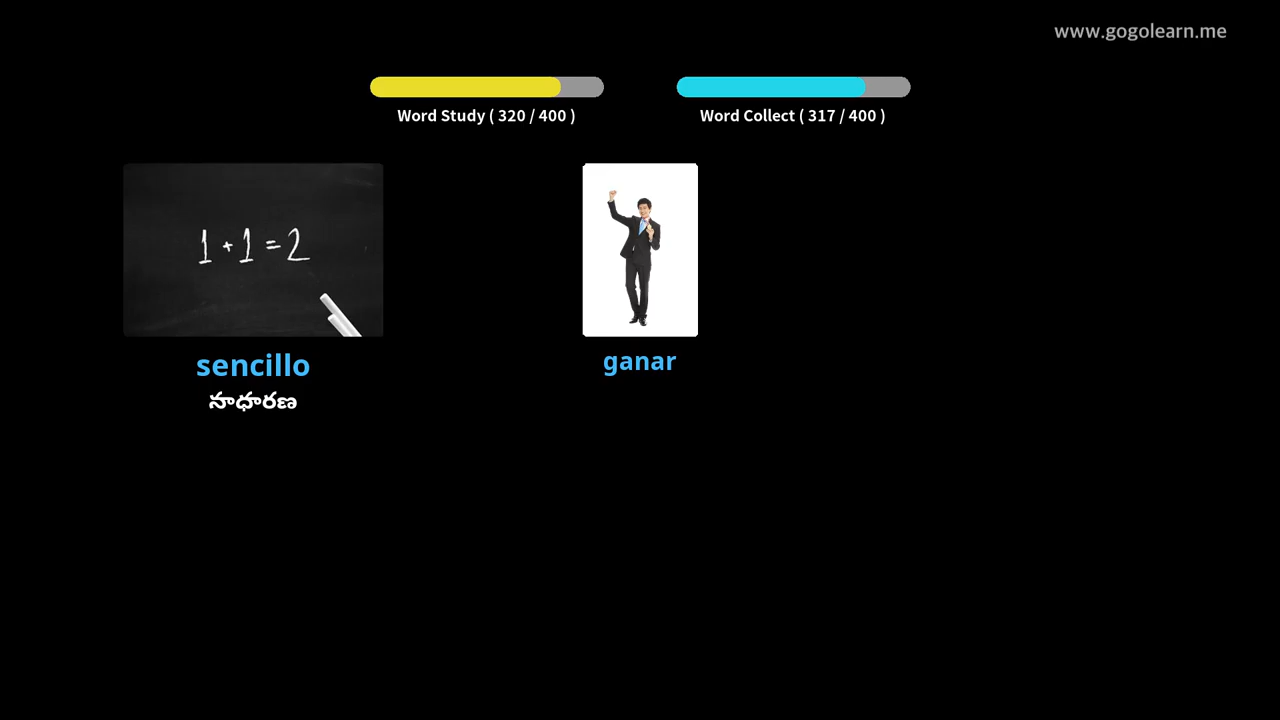 www.gogolearn.me
Word Study ( 320 / 400 )
Word Collect ( 317 / 400 )
1 + 1 = 2
sencillo
సాధారణ
ganar